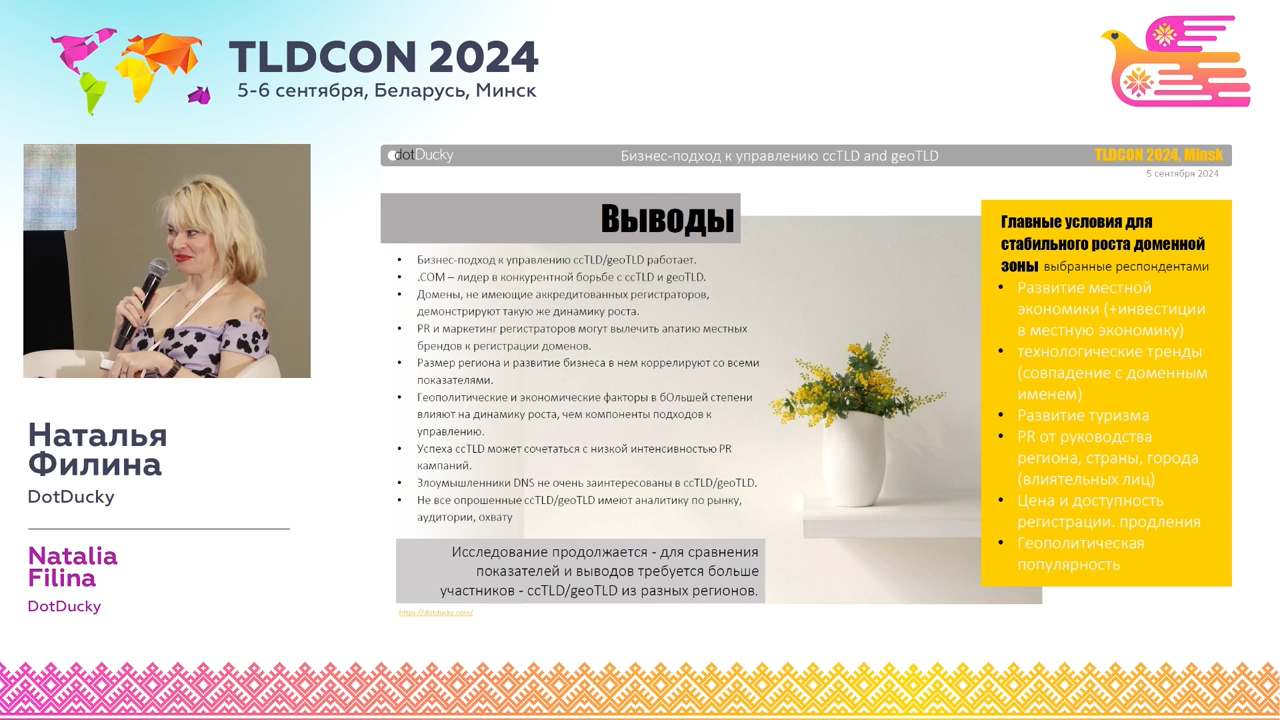 TLDCON 2024
5-6 сентября, Беларусь, Минск
dotDucky
Бизнес-подход к управлению ccTLD and geoTLD
TLDCON 2024, Minsk
5 сентября 2024
Выводы
• Бизнес-подход к управлению ccTLD/geoTLD работает.
• .COM – лидер в конкурентной борьбе с ccTLD и geoTLD.
• Домены, не имеющие аккредитованных регистраторов,
демонстрируют такую же динамику роста.
• PR и маркетинг регистраторов могут вылечить апатию местных
брендов к регистрации доменов.
• Размер региона и развитие бизнеса в нем коррелируют со всеми
показателями.
• Геополитические и экономические факторы в бОльшей степени
влияют на динамику роста, чем компоненты подходов к
управлению.
• Успеха ccTLD может сочетаться с низкой интенсивностью PR
кампаний.
• Злоумышленники DNS не очень заинтересованы в ccTLD/geoTLD.
• Не все опрошенные ccTLD/geoTLD имеют аналитику по рынку,
аудитории, охвату
Исследование продолжается - для сравнения
показателей и выводов требуется больше
участников - ccTLD/geoTLD из разных регионов.
https://dotducky.com/
Главные условия для
стабильного роста доменной
зоны выбранные респондентами
• Развитие местной
экономики (+инвестиции
в местную экономику)
• технологические тренды
(совпадение с доменным
именем)
• Развитие туризма
• PR от руководства
региона, страны, города
(влиятельных лиц)
• Цена и доступность
регистрации. продления
• Геополитическая
популярность
Наталья
Филина
DotDucky
Natalia
Filina
DotDucky